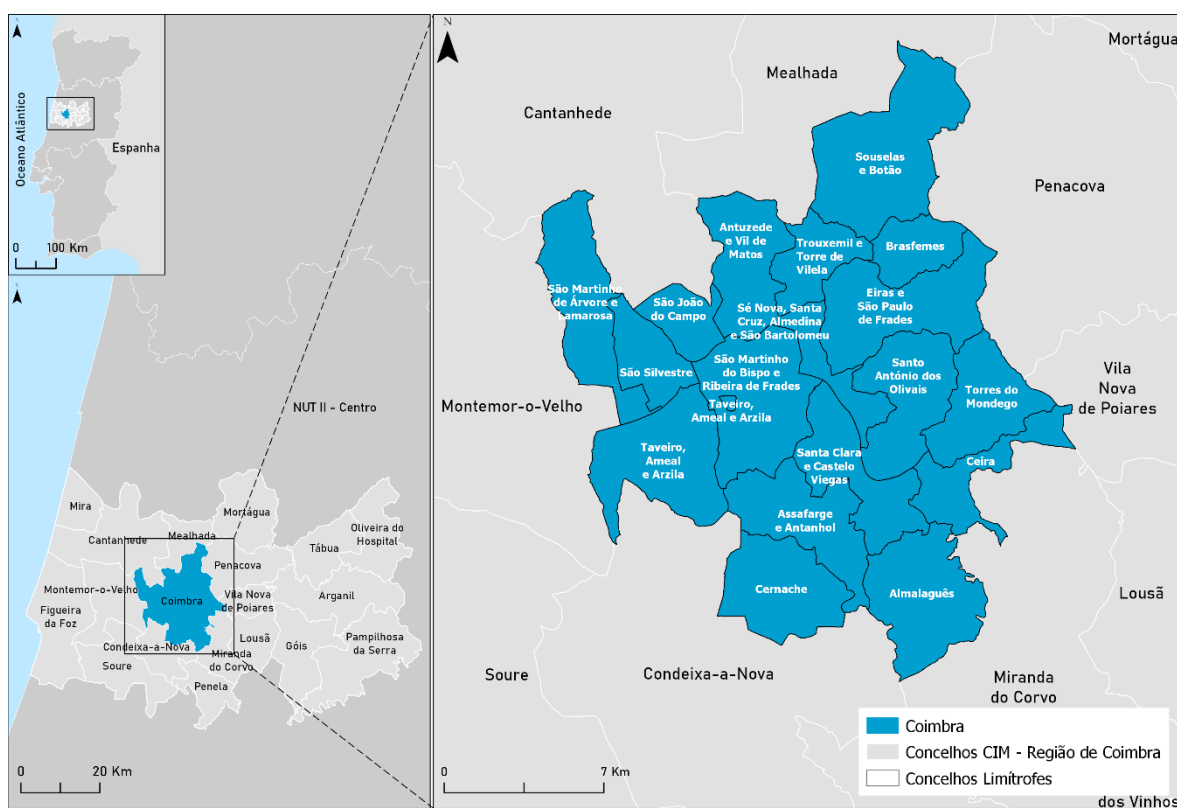 N
Oceano Atlântico
Espanha
0 100 Km
N
NUT II - Centro
Mira
Mortágua
Cantanhede
Mealhada
Oliveira do
Hospital
Tábua
Penacova
Montemor-o-Velho
Coimbra
Vila Nova
de Poiares
Arganil
Figueira
da Foz
Lousã
Góis
Pampilhosa
da Serra
Condeixa-a-Nova
Miranda
do Corvo
Soure
Penela
0 20 Km
N
Mortágua
Mealhada
Cantanhede
Souselas
e Botão
Penacova
Antuzede
e Vil de
Matos
Trouxemil e
Torre de
Vilela
Brasfemes
São Martinho
de Árvore e
Lamarosa
São João
do Campo
Sé Nova, Santa
Cruz, Almedina
e São Bartolomeu
Eiras e
São Paulo
de Frades
São Silvestre
São Martinho
do Bispo e
Ribeira de Frades
Santo
António dos
Olivais
Torres do
Mondego
Vila
Nova
de Poiares
Montemor-o-Velho
Taveiro,
Ameal e Arzila
Taveiro,
Ameal
e Arzila
Santa Clara
e Castelo
Viegas
Ceira
Assafarge
e Antanhol
Cernache
Almalaguês
Lousã
Soure
Condeixa-a-Nova
Miranda
do Corvo
Coimbra
Concelhos CIM - Região de Coimbra
Concelhos Limítrofes
0 7 Km
dos Vinhos